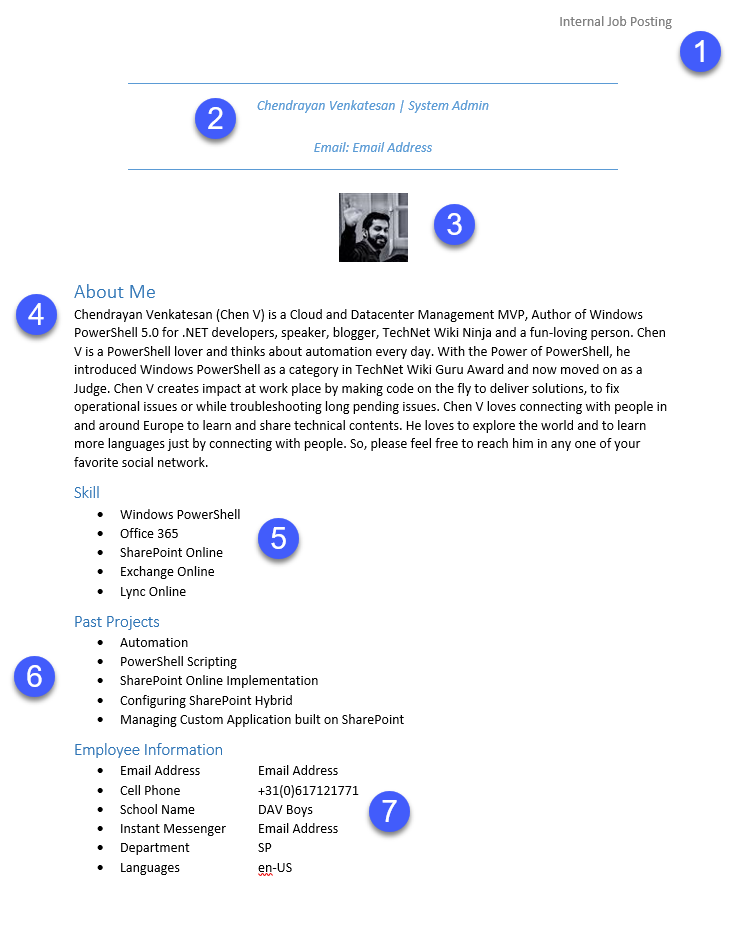 Internal Job Posting
1
2
Chendrayan Venkatesan | System Admin
Email: Email Address
3
About Me
4
Chendrayan Venkatesan (Chen V) is a Cloud and Datacenter Management MVP, Author of Windows
PowerShell 5.0 for .NET developers, speaker, blogger, TechNet Wiki Ninja and a fun-loving person. Chen
V is a PowerShell lover and thinks about automation every day. With the Power of PowerShell, he
introduced Windows PowerShell as a category in TechNet Wiki Guru Award and now moved on as a
Judge. Chen V creates impact at work place by making code on the fly to deliver solutions, to fix
operational issues or while troubleshooting long pending issues. Chen V loves connecting with people in
and around Europe to learn and share technical contents. He loves to explore the world and to learn
more languages just by connecting with people. So, please feel free to reach him in any one of your
favorite social network.
Skill
• Windows PowerShell
• Office 365
5
• SharePoint Online
• Exchange Online
• Lync Online
Past Projects
• Automation
• PowerShell Scripting
6
• SharePoint Online Implementation
• Configuring SharePoint Hybrid
• Managing Custom Application built on SharePoint
Employee Information
• Email Address Email Address
• Cell Phone +31(0)617121771
• School Name DAV Boys
7
• Instant Messenger Email Address
• Department SP
• Languages en-US